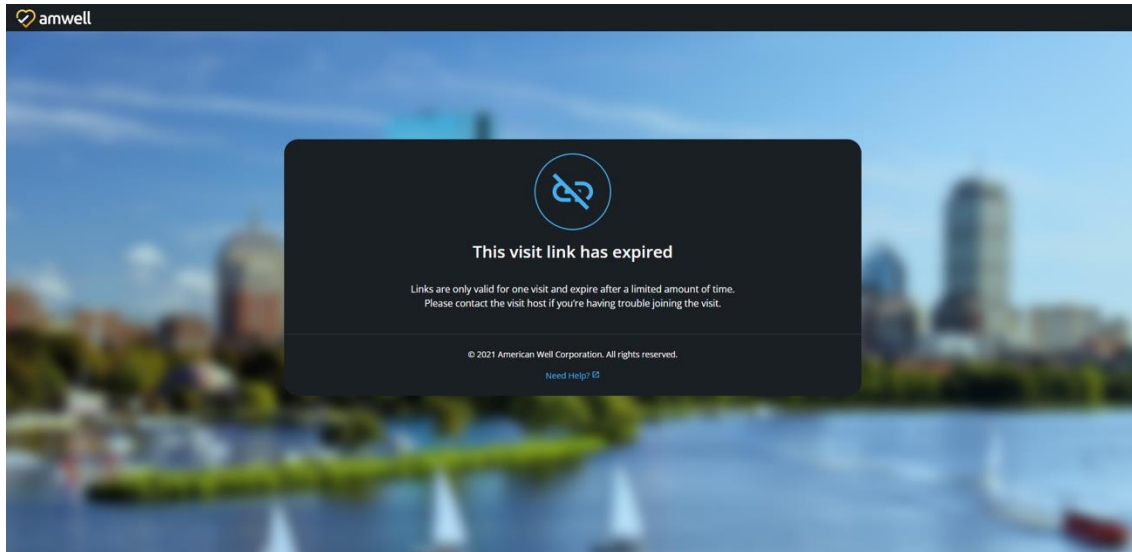 amwell
This visit link has expired
Links are only valid for one visit and expire after a limited amount of time.
Please contact the visit host if you're having trouble joining the visit.
© 2021 American Well Corporation. All rights reserved.
Need Help?